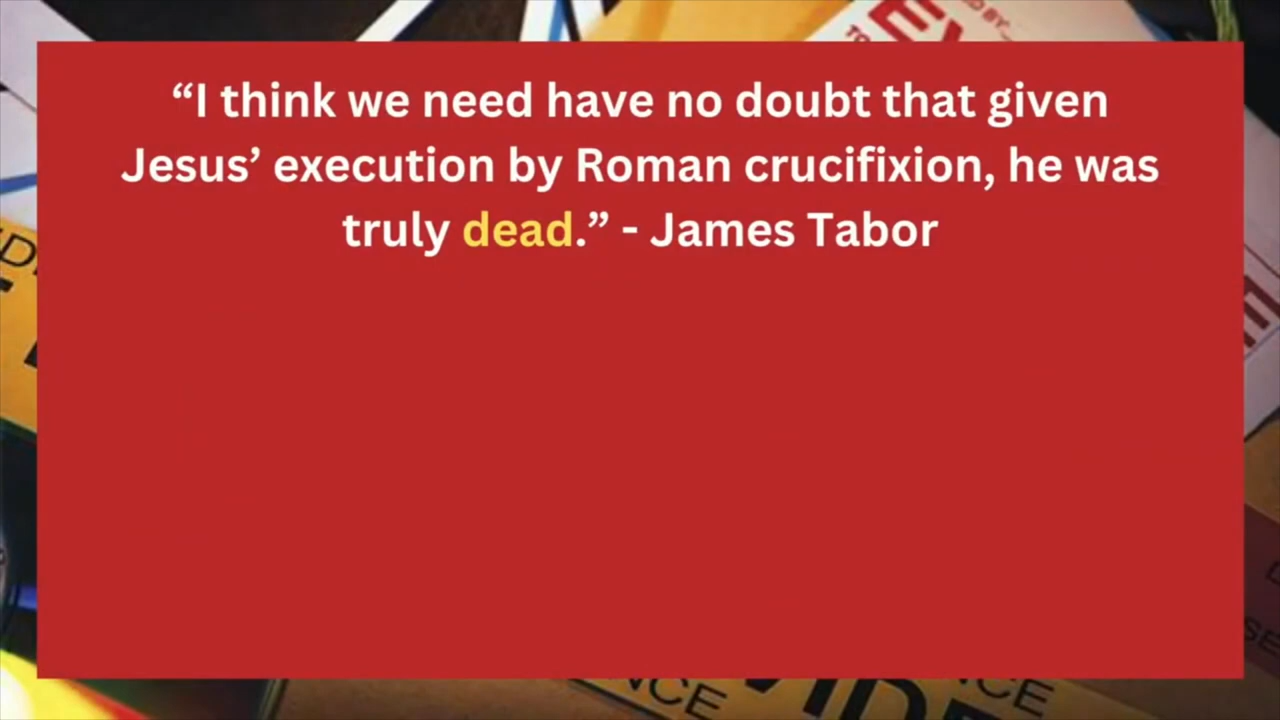 “I think we need have no doubt that given
Jesus’ execution by Roman crucifixion, he was
truly dead.” - James Tabor